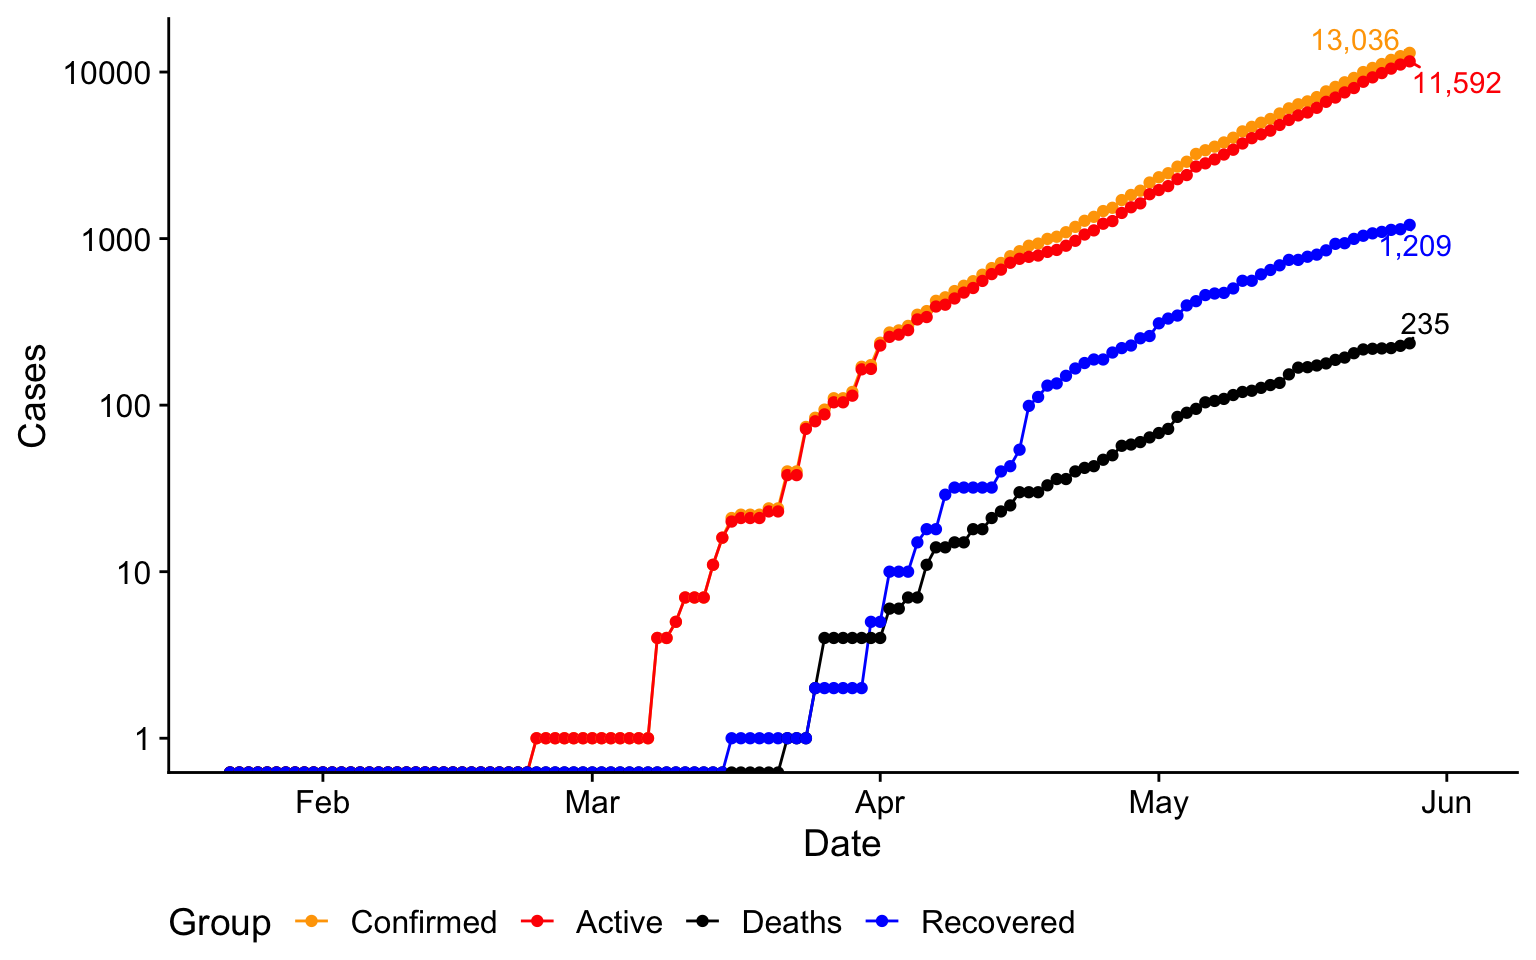 13,036
11,592
1,209
235
10000
1000
100
10
1
Cases
Feb Mar Apr May Jun
Date
Group Confirmed Active Deaths Recovered